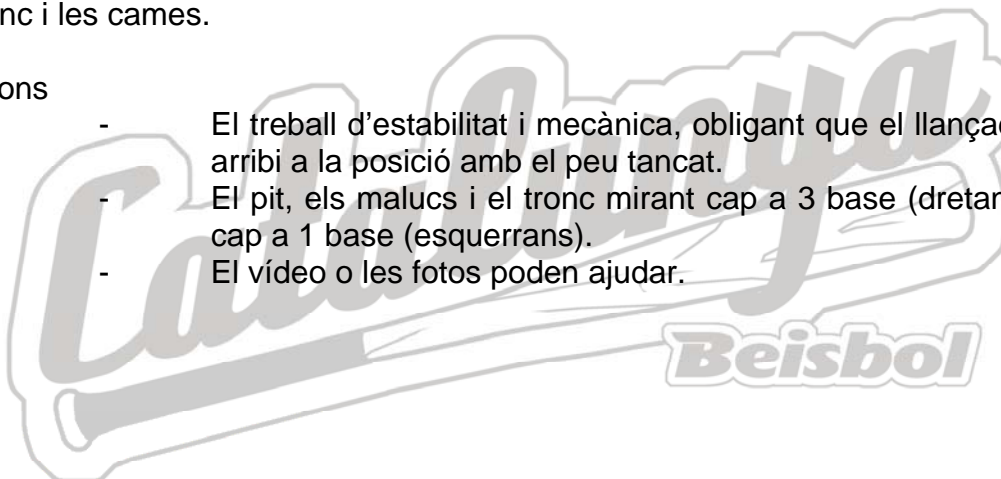 nc i les cames.
ons
- El treball d'estabilitat i mecànica, obligant que el llança
arribi a la posició amb el peu tancat.
- El pit, els malucs i el tronc mirant cap a 3 base (dretan
cap a 1 base (esquerrans).
- El vídeo o les fotos poden ajudar.
Catalunya
Beisbol